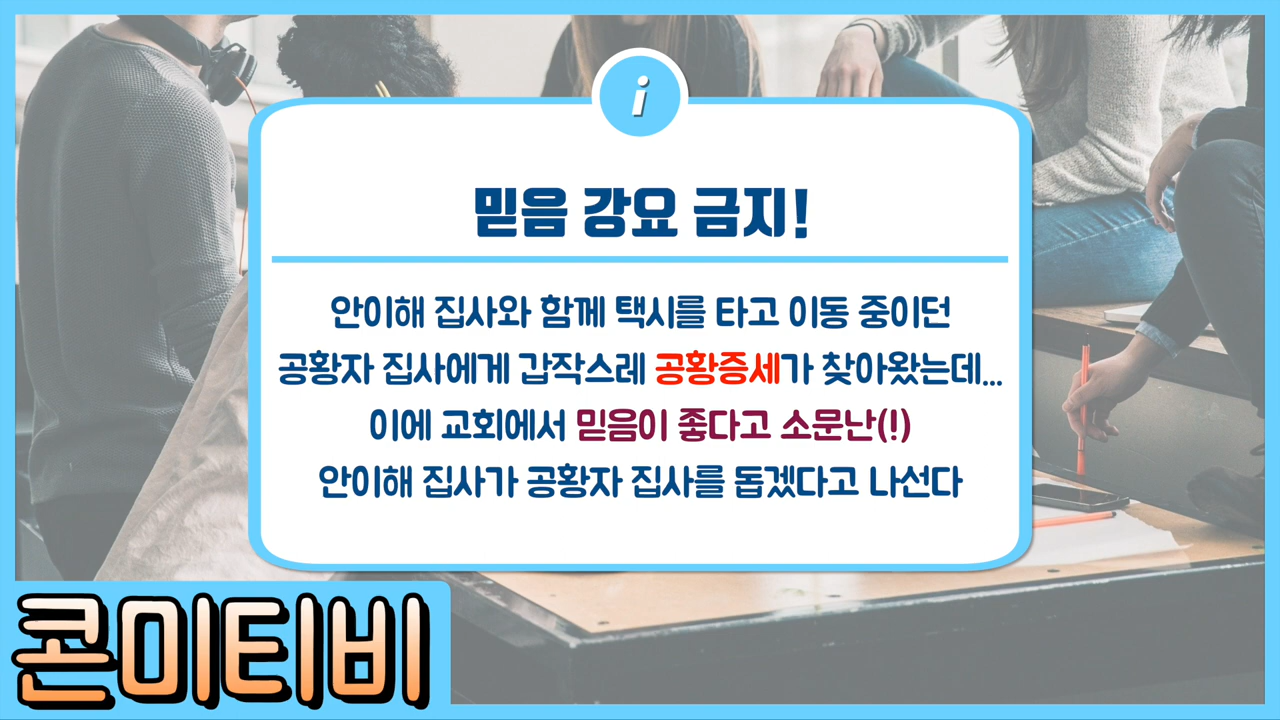 i
믿음 강요 금지!
안이해 집사와 함께 택시를 타고 이동 중이던
공황자 집사에게 갑작스레 공황증세가 찾아왔는데...
이에 교회에서 믿음이 좋다고 소문난(!)
안이해 집사가 공황자 집사를 돕겠다고 나선다
콘미티비